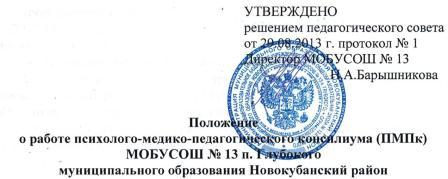 УТВЕРЖДЕНО
решением педагогического совета
от 29.08.2013 г. протокол № 1
Директор МОБУСОШ № 13
Н.А.Барышникова
Положение
о работе психолого-медико-педагогического консилиума (ПМПк)
МОБУСОШ № 13 п. Глубокого
муниципального образования Новокубанский район